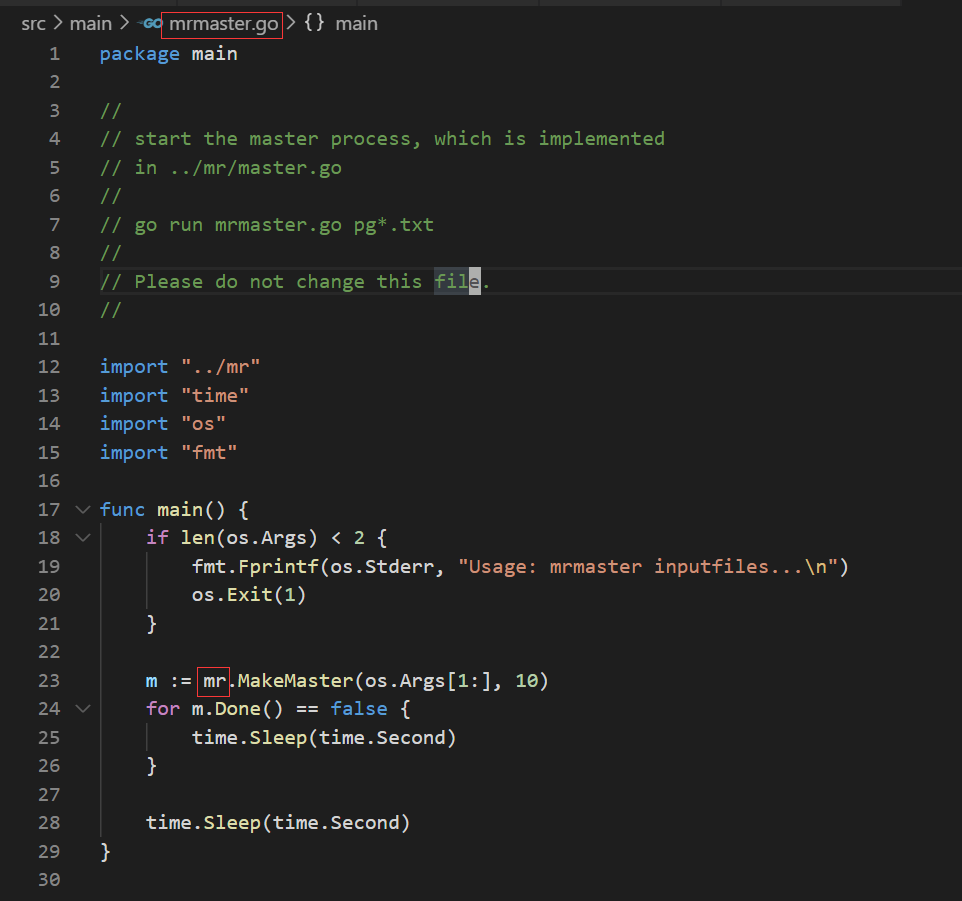 src > main > GO mrmaster.go > {} main
1 package main
2
3 //
4 // start the master process, which is implemented
5 // in ../mr/master.go
6 //
7 // go run mrmaster.go pg*.txt
8 //
9 // Please do not change this file.
10 //
11
12 import "../mr"
13 import "time"
14 import "os"
15 import "fmt"
16
17 func main() {
18     if len(os.Args) < 2 {
19         fmt.Fprintf(os.Stderr, "Usage: mrmaster inputfiles...\n")
20         os.Exit(1)
21     }
22
23     m := mr.MakeMaster(os.Args[1:], 10)
24     for m.Done() == false {
25         time.Sleep(time.Second)
26     }
27
28     time.Sleep(time.Second)
29 }
30